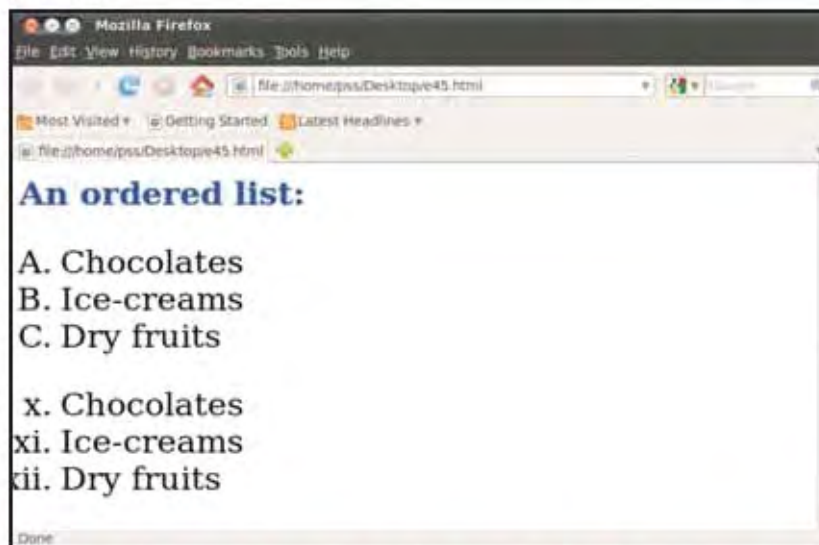 Mozilla Firefox
File Edit View History Bookmarks Tools Help
file:///home/pss/Desktop/e45.html
Most Visited Getting Started Latest Headlines
file:///home/pss/Desktop/e45.html
An ordered list:
A. Chocolates
B. Ice-creams
C. Dry fruits
x. Chocolates
xi. Ice-creams
xii. Dry fruits
Done